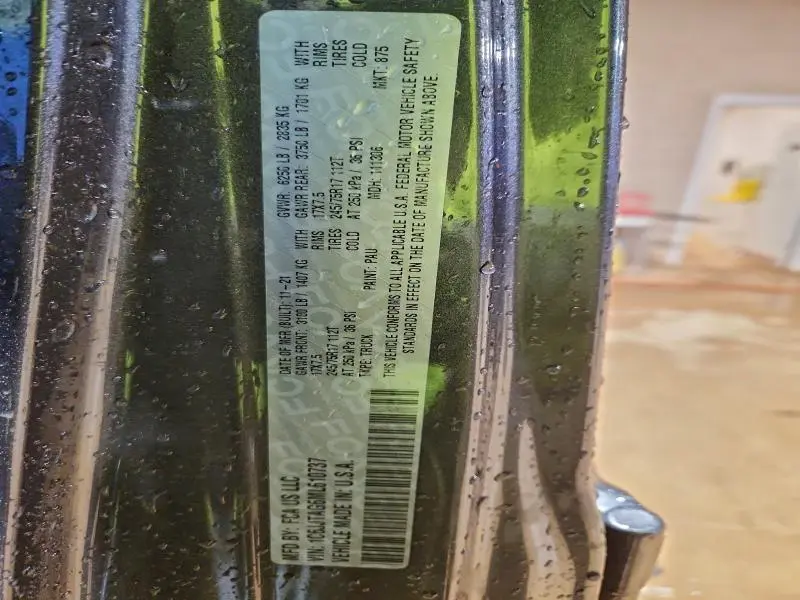 MFD BY: FCA US LLC
DATE OF MFR (BUILT): 11-21
GVWR: 6250 LB / 2835 KG
GAWR FRONT: 3100 LB / 1407 KG WITH
17X7.5 RIMS
245/75R17 112T TIRES
AT 250 kPa / 36 PSI COLD
GAWR REAR: 3750 LB / 1701 KG WITH
17X7.5 RIMS
245/75R17 112T TIRES
AT 250 kPa / 36 PSI COLD
VIN: 1C6JJTAG6ML610737
TYPE: TRUCK
PAINT: PAU
MDH: 111306
MKT: 875
VEHICLE MADE IN: U.S.A.
THIS VEHICLE CONFORMS TO ALL APPLICABLE U.S.A. FEDERAL MOTOR VEHICLE SAFETY
STANDARDS IN EFFECT ON THE DATE OF MANUFACTURE SHOWN ABOVE.